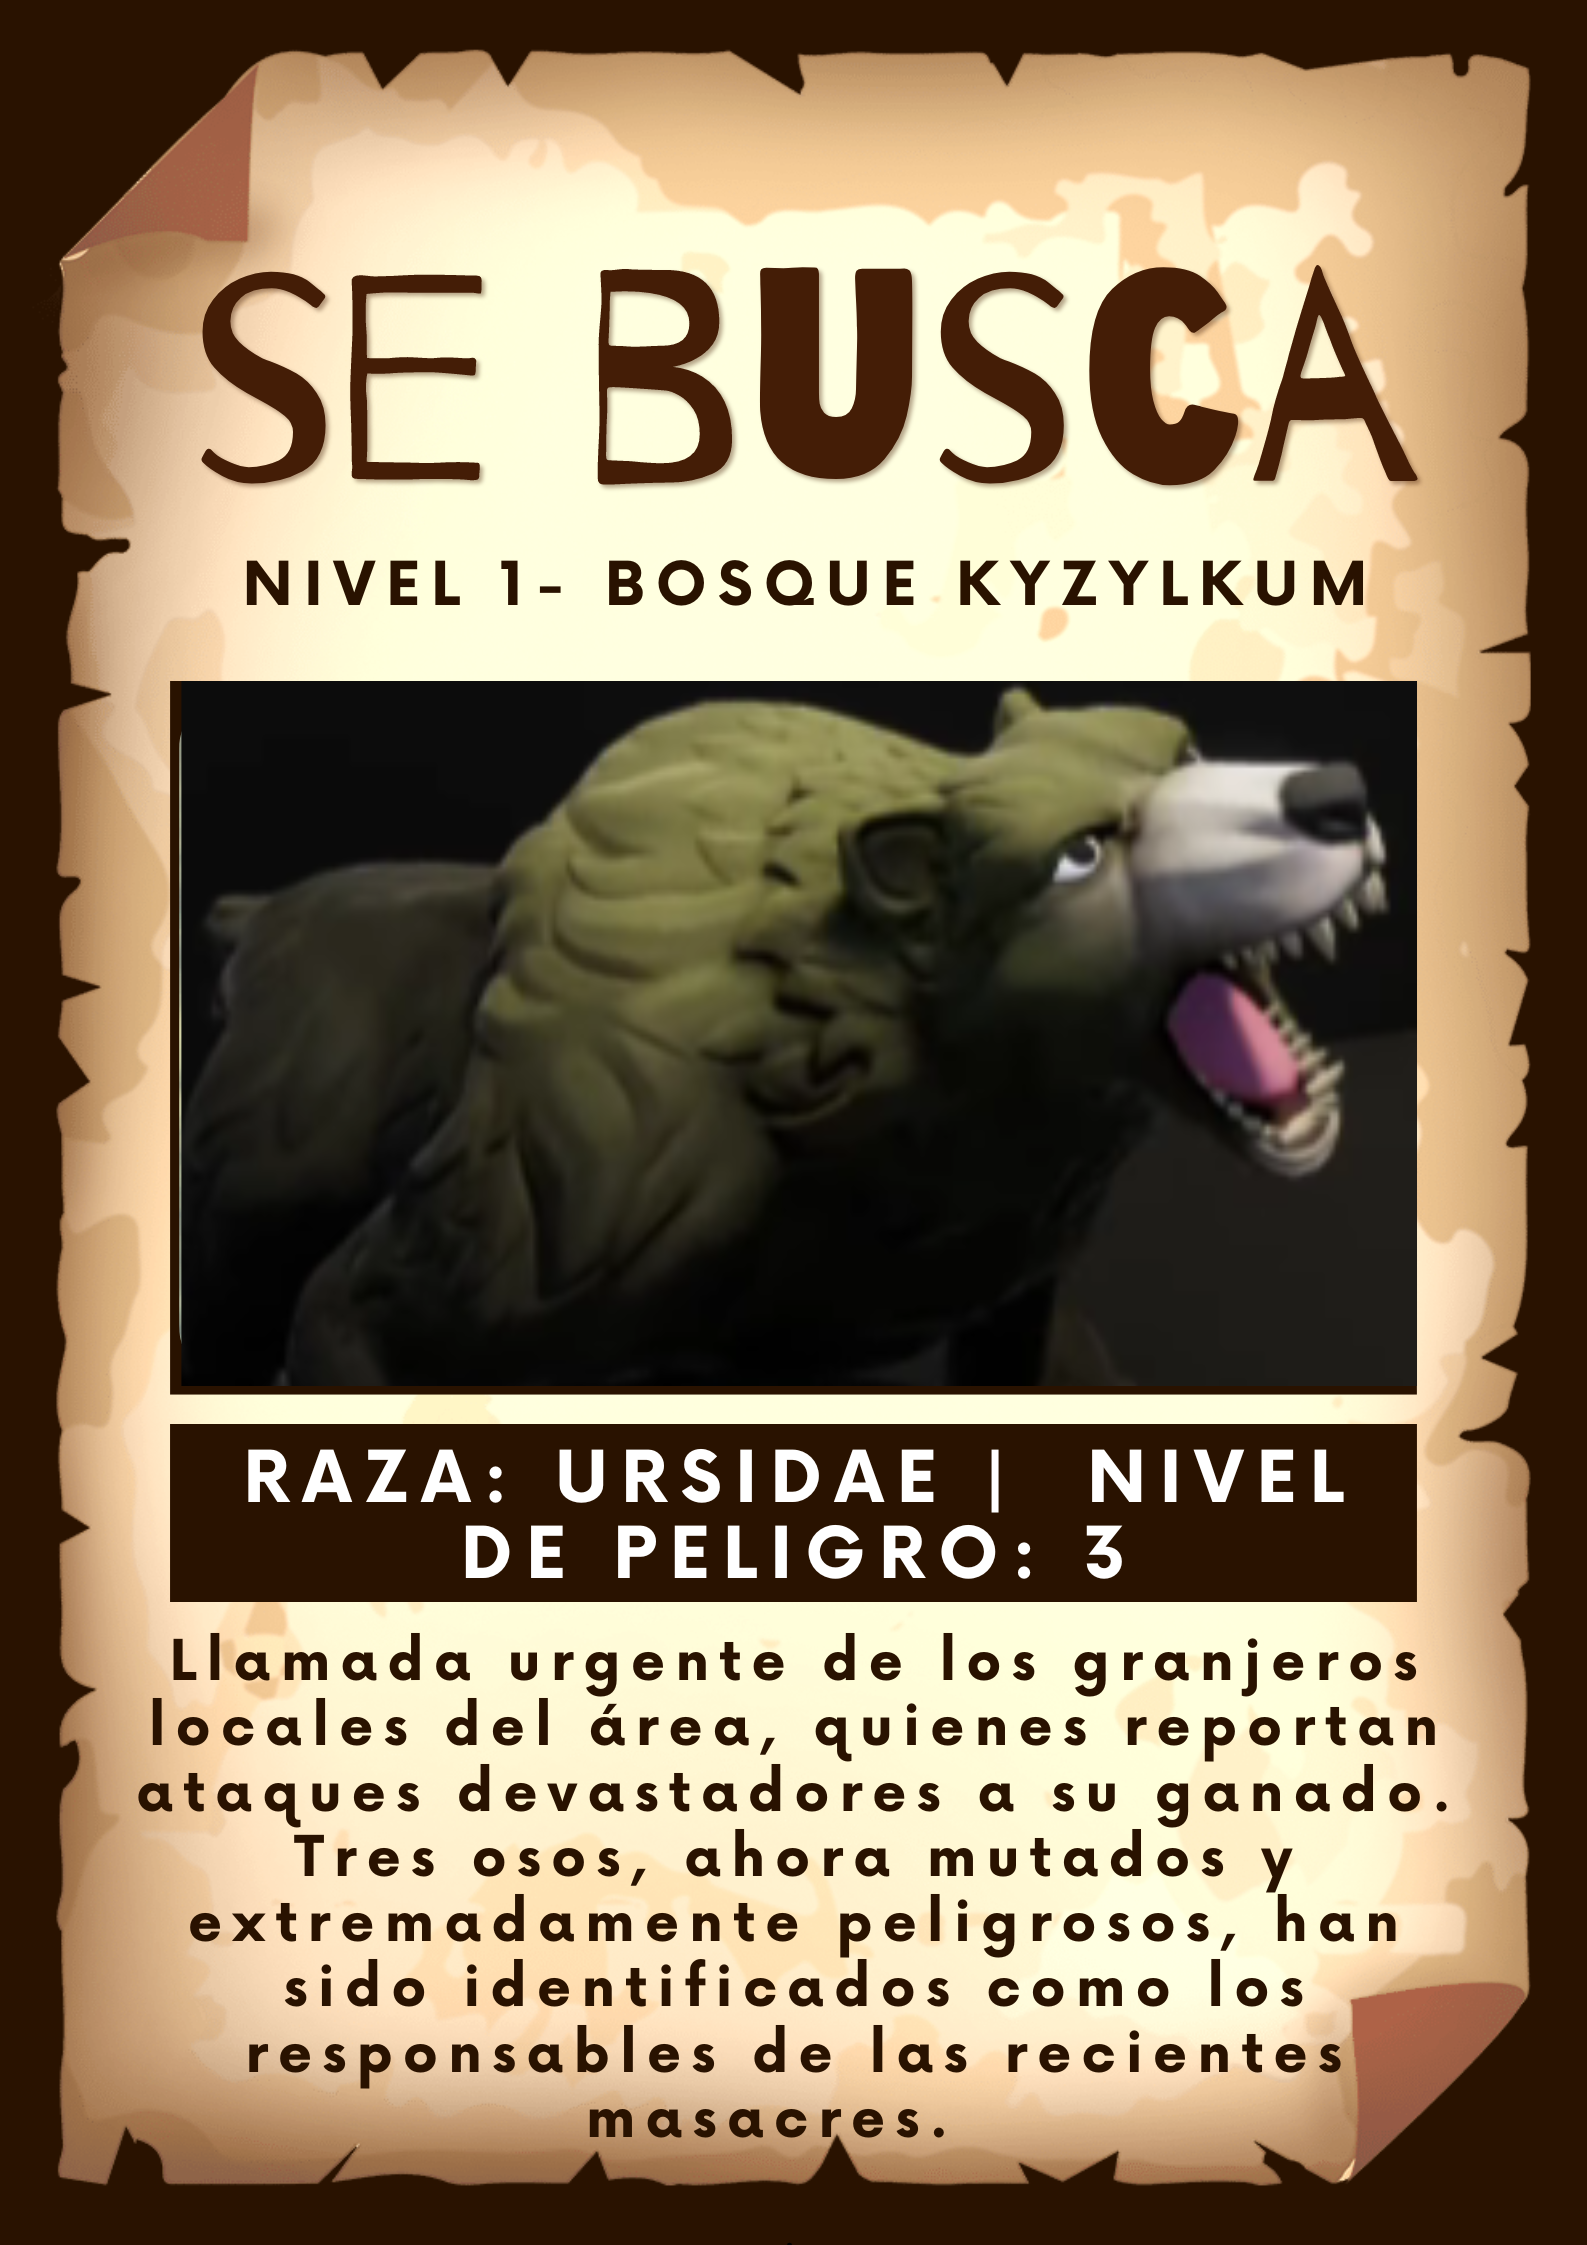 SE BUSCA
NIVEL 1- BOSQUE KYZYLKUM
RAZA: URSIDAE | NIVEL
DE PELIGRO: 3
Llamada urgente de los granjeros
locales del área, quienes reportan
ataques devastadores a su ganado.
Tres osos, ahora mutados y
extremadamente peligrosos, han
sido identificados como los
responsables de las recientes
masacres.